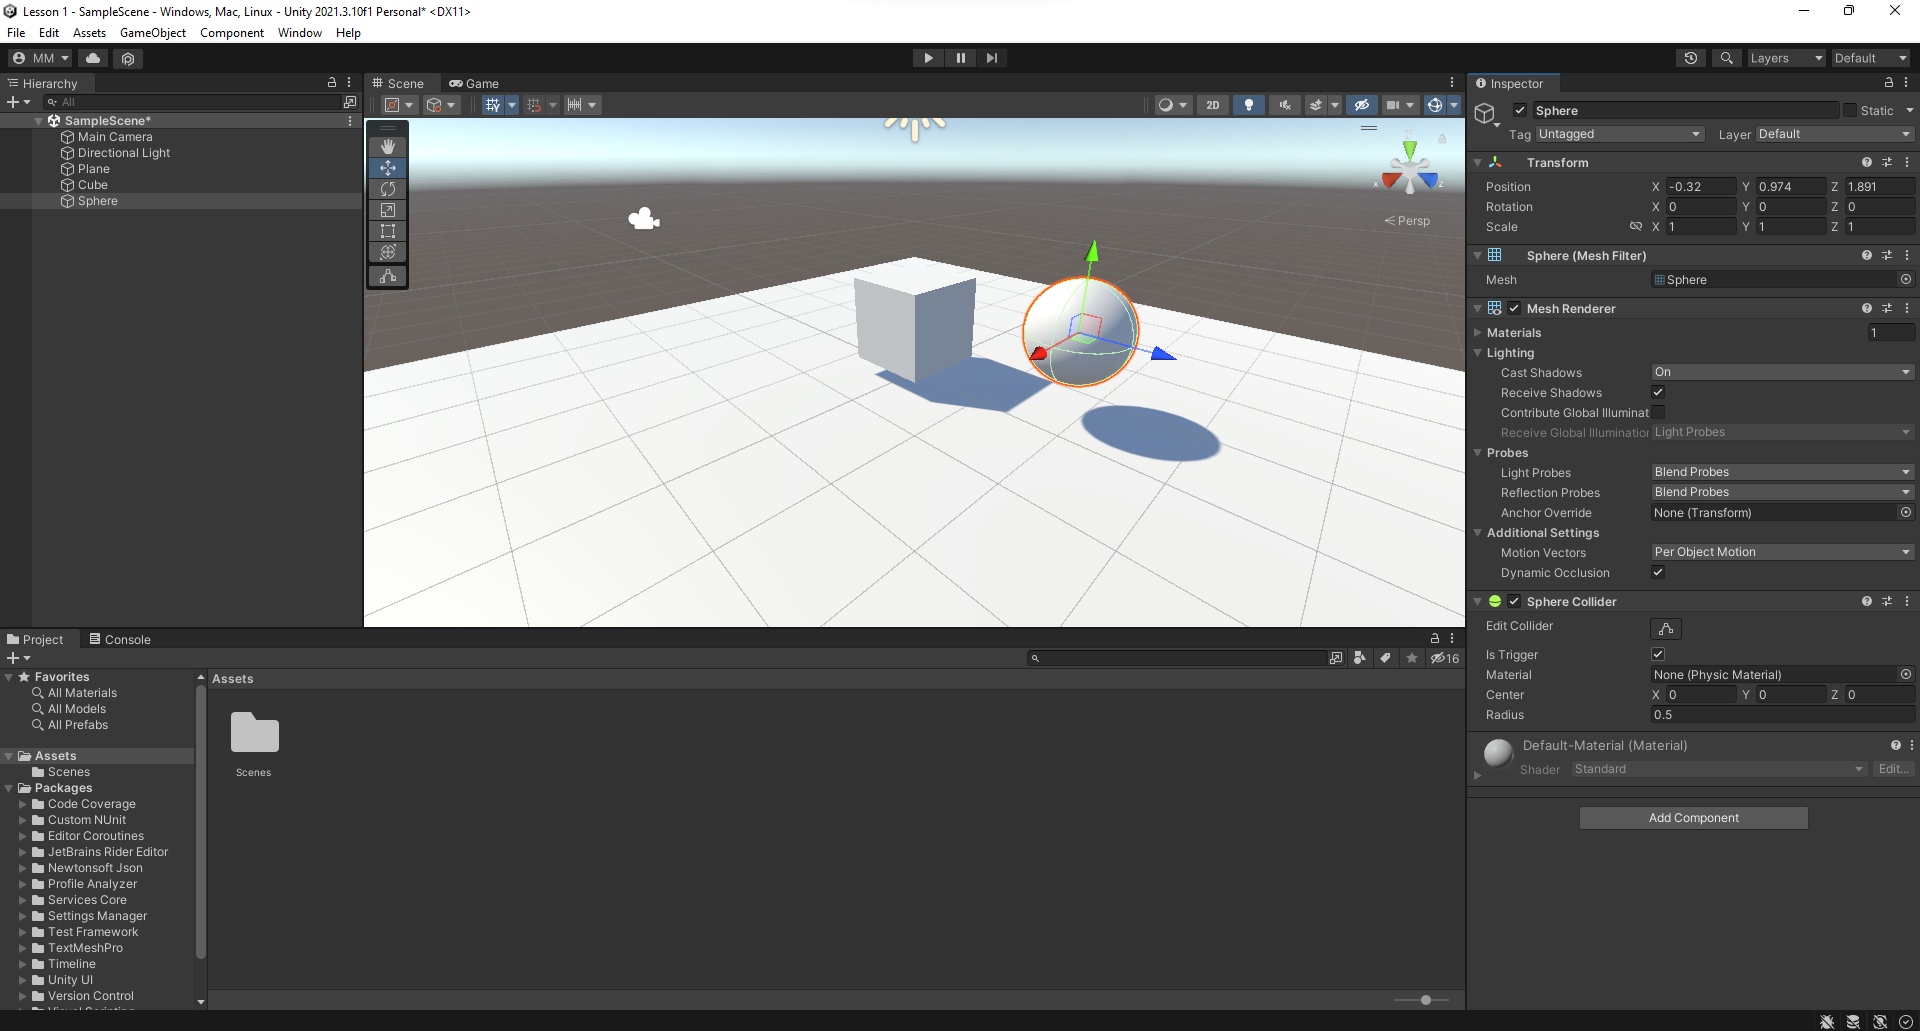 Lesson 1 - SampleScene - Windows, Mac, Linux - Unity 2021.3.10f1 Personal* <DX11>
File Edit Assets GameObject Component Window Help
MM Layers Default
Hierarchy
All
SampleScene*
Main Camera
Directional Light
Plane
Cube
Sphere
Scene Game
2D
y
x z
Persp
Inspector
Sphere Static
Tag Untagged Layer Default
Transform
Position X -0.32 Y 0.974 Z 1.891
Rotation X 0 Y 0 Z 0
Scale X 1 Y 1 Z 1
Sphere (Mesh Filter)
Mesh Sphere
Mesh Renderer
Materials 1
Lighting
Cast Shadows On
Receive Shadows
Contribute Global Illuminat
Receive Global Illumination Light Probes
Probes
Light Probes Blend Probes
Reflection Probes Blend Probes
Anchor Override None (Transform)
Additional Settings
Motion Vectors Per Object Motion
Dynamic Occlusion
Sphere Collider
Edit Collider
Is Trigger
Material None (Physic Material)
Center X 0 Y 0 Z 0
Radius 0.5
Default-Material (Material)
Shader Standard Edit...
Add Component
Project Console
16
Favorites
All Materials
All Models
All Prefabs
Assets
Scenes
Packages
Code Coverage
Custom NUnit
Editor Coroutines
JetBrains Rider Editor
Newtonsoft Json
Profile Analyzer
Services Core
Settings Manager
Test Framework
TextMeshPro
Timeline
Unity UI
Version Control
Assets
Scenes